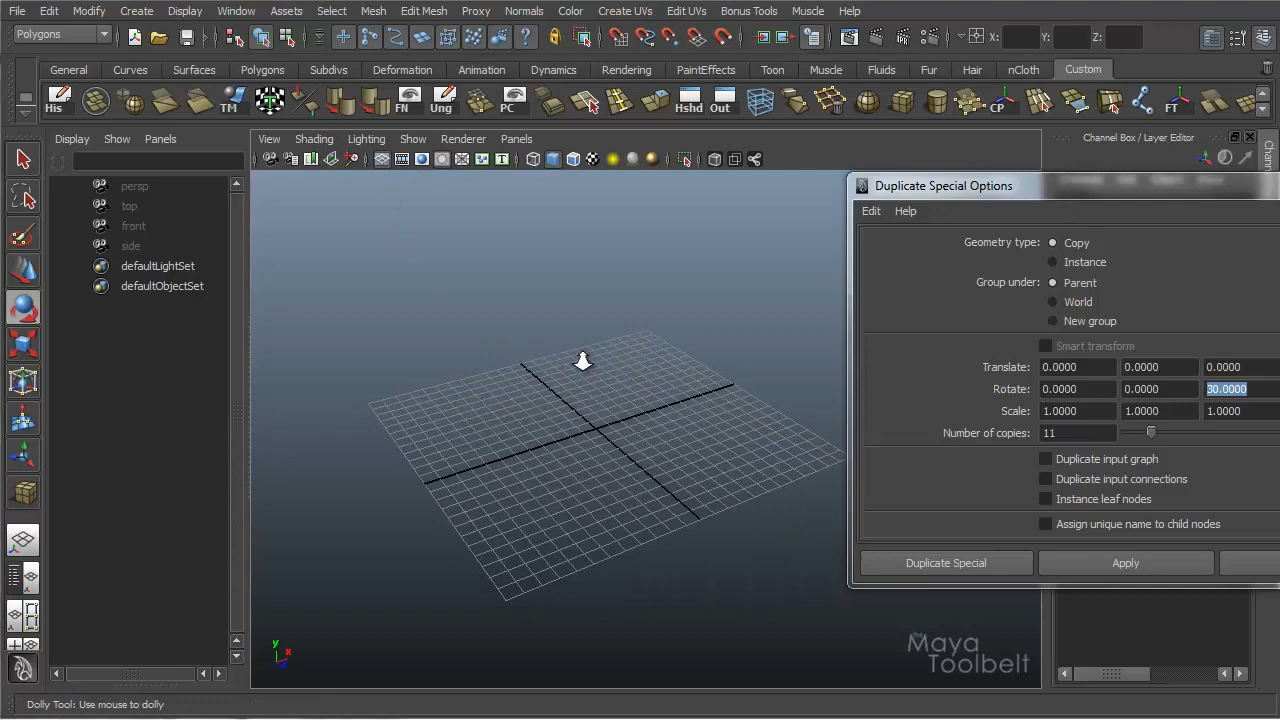 File Edit Modify Create Display Window Assets Select Mesh Edit Mesh Proxy Normals Color Create UVs Edit UVs Bonus Tools Muscle Help
Polygons X: Y: Z:
General Curves Surfaces Polygons Subdivs Deformation Animation Dynamics Rendering PaintEffects Toon Muscle Fluids Fur Hair nCloth Custom
His TM FN Ung PC Hshd Out CP FT
Display Show Panels View Shading Lighting Show Renderer Panels Channel Box / Layer Editor
persp
top
front
side
defaultLightSet
defaultObjectSet
Duplicate Special Options
Edit Help
Geometry type: Copy
Instance
Group under: Parent
World
New group
Smart transform
Translate: 0.0000 0.0000 0.0000
Rotate: 0.0000 0.0000 30.0000
Scale: 1.0000 1.0000 1.0000
Number of copies: 11
Duplicate input graph
Duplicate input connections
Instance leaf nodes
Assign unique name to child nodes
Duplicate Special Apply
y
x
Maya
Toolbelt
Dolly Tool: Use mouse to dolly